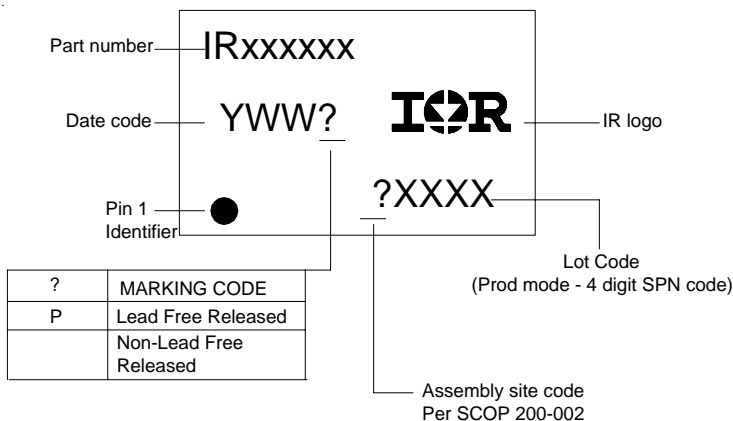 Part number
IRxxxxxx
Date code
YWW?
IOR
IR logo
Pin 1
Identifier
?XXXX
Lot Code
(Prod mode - 4 digit SPN code)
? MARKING CODE
P Lead Free Released
Non-Lead Free
Released
Assembly site code
Per SCOP 200-002